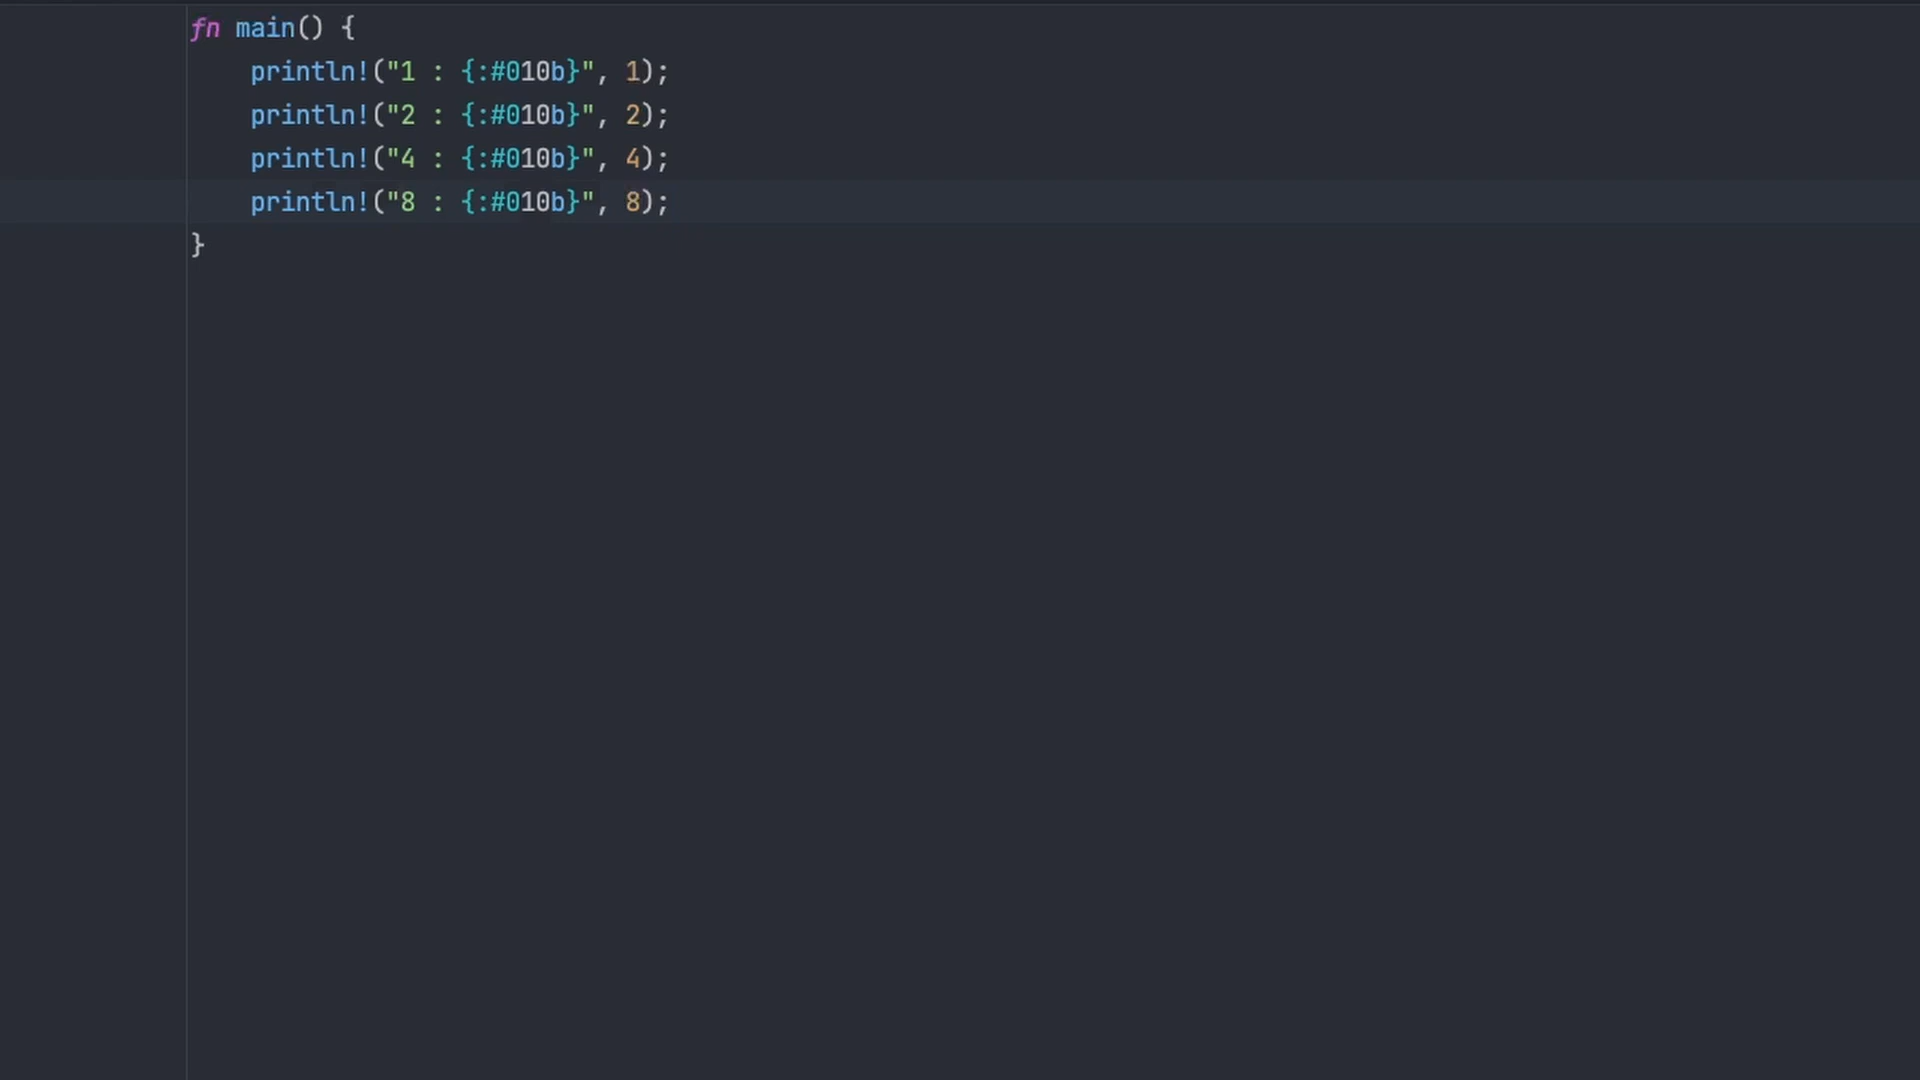 fn main() {
    println!("1 : {:#010b}", 1);
    println!("2 : {:#010b}", 2);
    println!("4 : {:#010b}", 4);
    println!("8 : {:#010b}", 8);
}